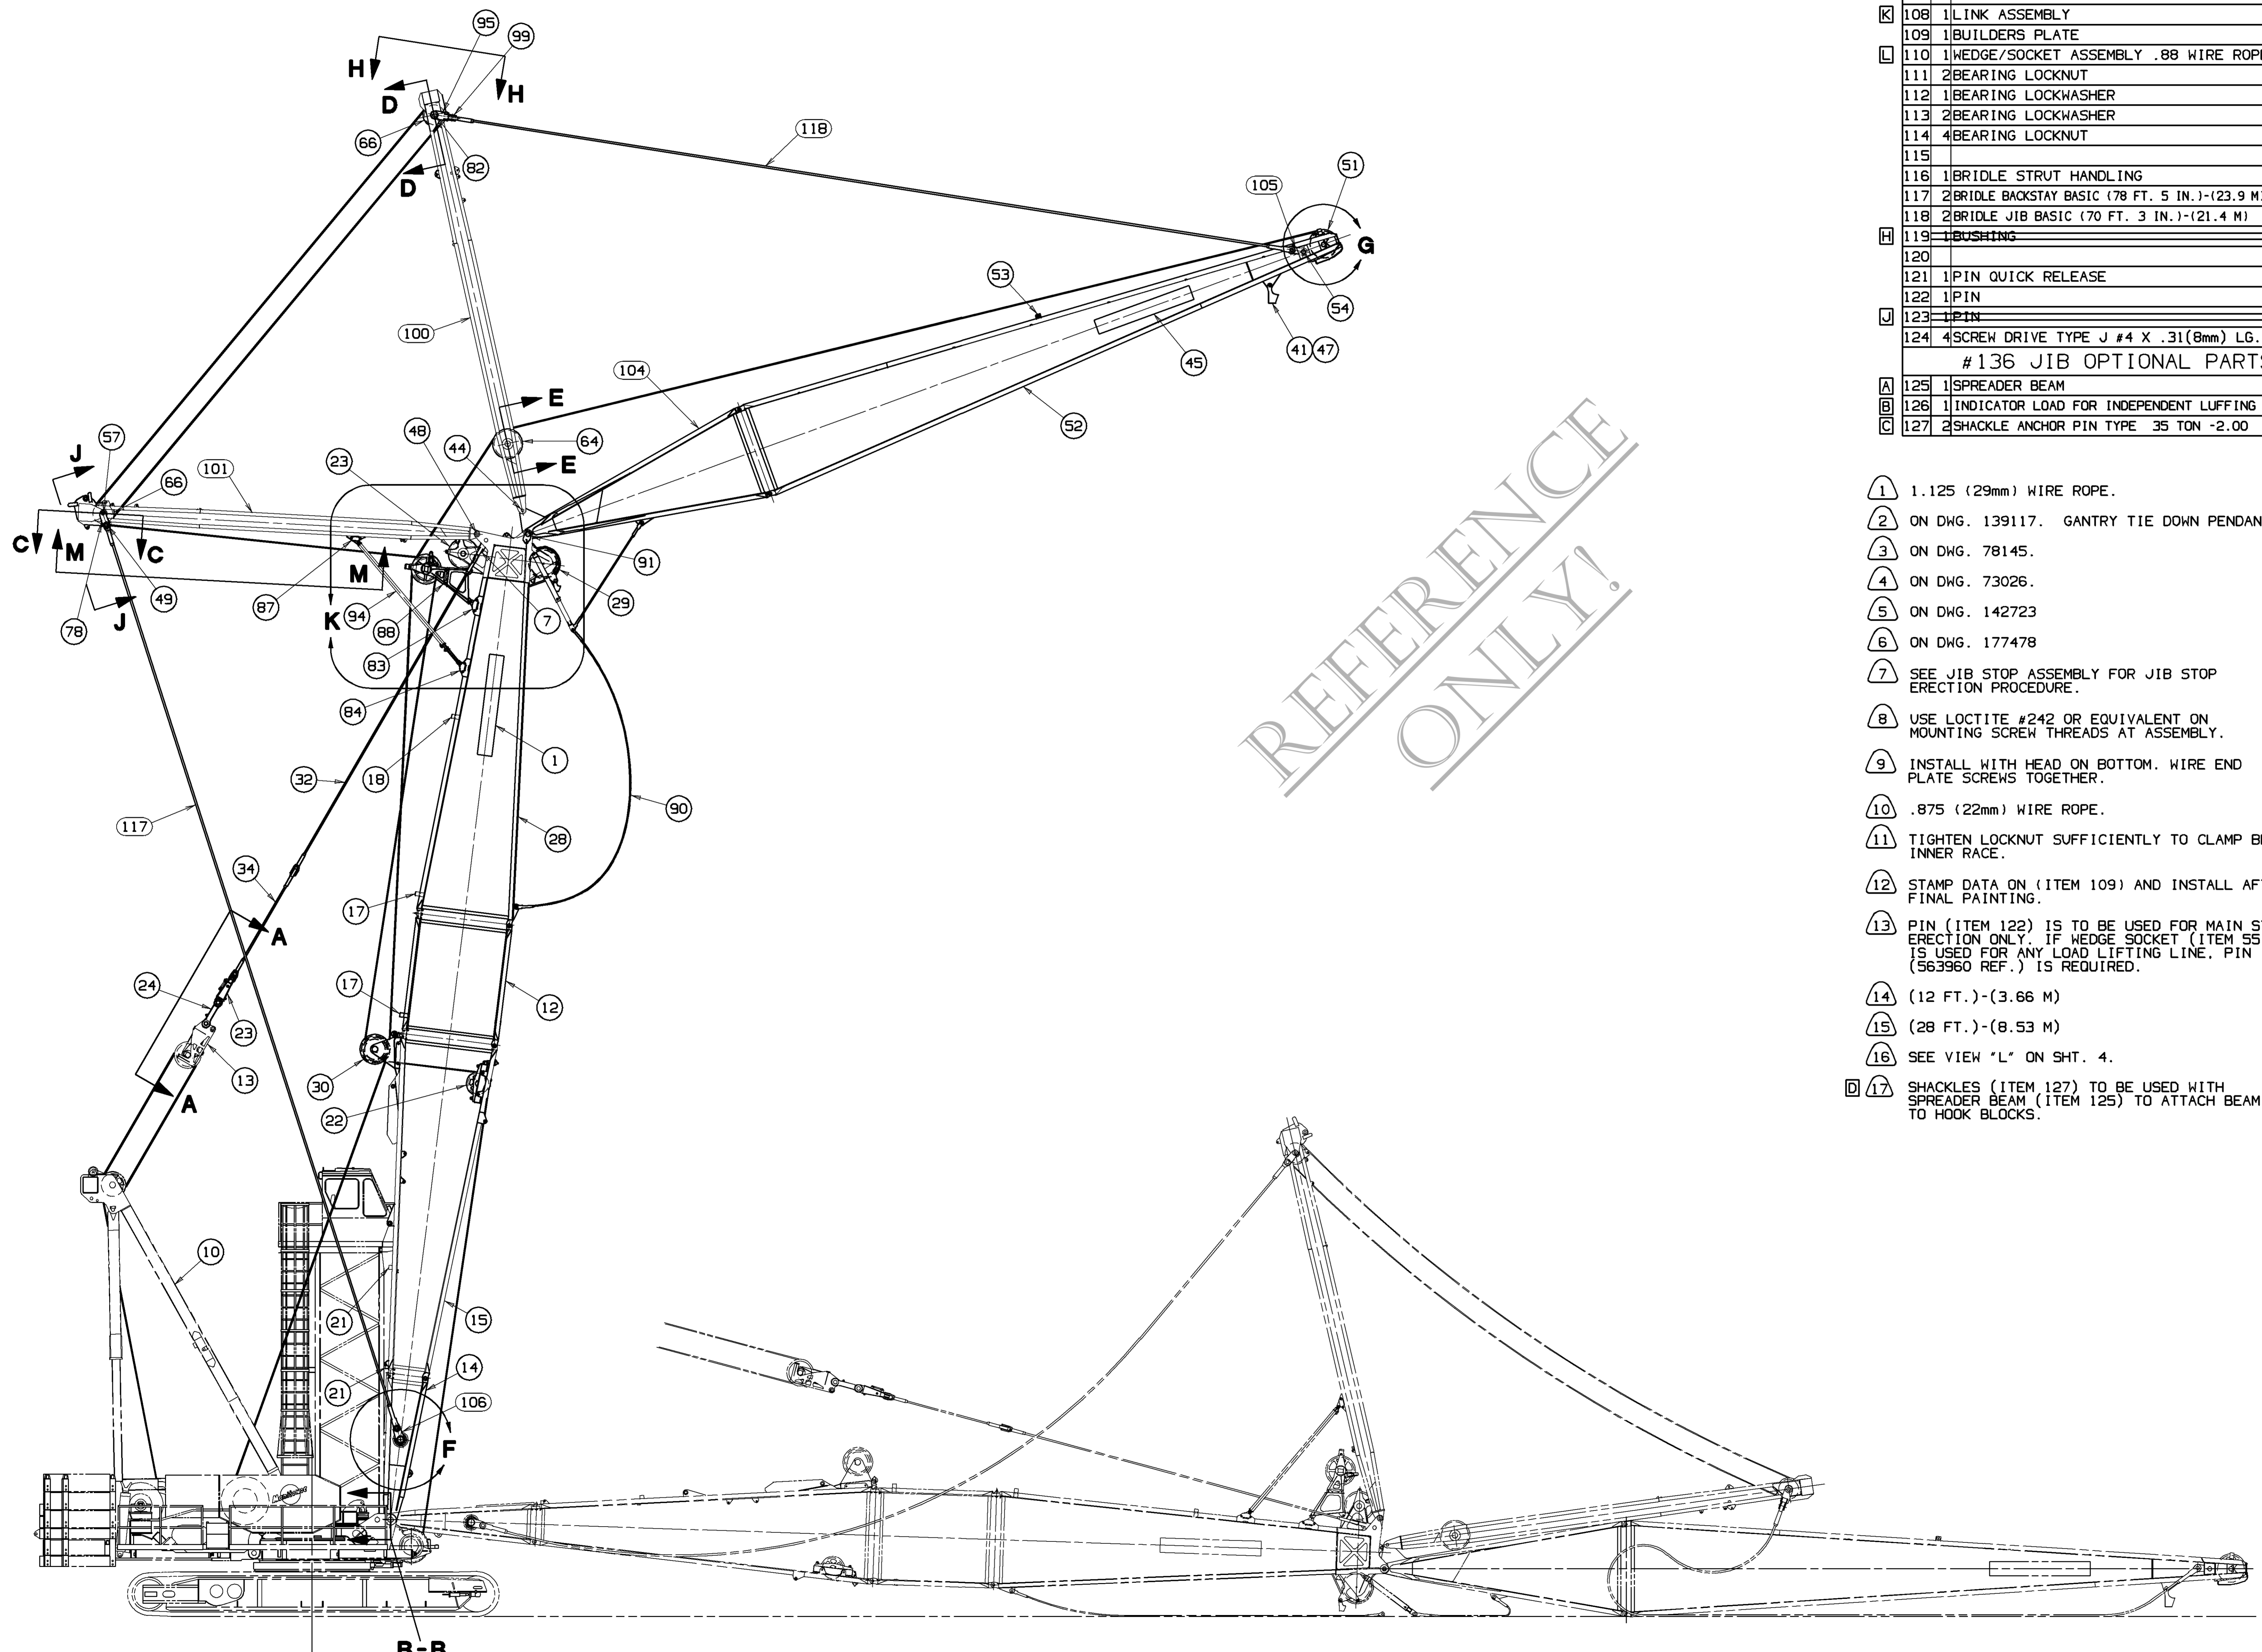 K 108 1 LINK ASSEMBLY
109 1 BUILDERS PLATE
L 110 1 WEDGE/SOCKET ASSEMBLY .88 WIRE ROPE
111 2 BEARING LOCKNUT
112 1 BEARING LOCKWASHER
113 2 BEARING LOCKWASHER
114 4 BEARING LOCKNUT
115
116 1 BRIDLE STRUT HANDLING
117 2 BRIDLE BACKSTAY BASIC (78 FT. 5 IN.)-(23.9 M)
118 2 BRIDLE JIB BASIC (70 FT. 3 IN.)-(21.4 M)
H 119 1 BUSHING
120
121 1 PIN QUICK RELEASE
122 1 PIN
J 123 1 PIN
124 4 SCREW DRIVE TYPE J #4 X .31(8mm) LG.
#136 JIB OPTIONAL PARTS
A 125 1 SPREADER BEAM
B 126 1 INDICATOR LOAD FOR INDEPENDENT LUFFING
C 127 2 SHACKLE ANCHOR PIN TYPE 35 TON -2.00
1 1.125 (29mm) WIRE ROPE.
2 ON DWG. 139117. GANTRY TIE DOWN
3 ON DWG. 78145.
4 ON DWG. 73026.
5 ON DWG. 142723
6 ON DWG. 177478
7 SEE JIB STOP ASSEMBLY FOR JIB STOP
ERECTION PROCEDURE.
8 USE LOCTITE #242 OR EQUIVALENT ON
MOUNTING SCREW THREADS AT ASSEMBLY.
9 INSTALL WITH HEAD ON BOTTOM. WIRE END
PLATE SCREWS TOGETHER.
10 .875 (22mm) WIRE ROPE.
11 TIGHTEN LOCKNUT SUFFICIENTLY TO CLAMP
INNER RACE.
12 STAMP DATA ON (ITEM 109) AND INSTALL
FINAL PAINTING.
13 PIN (ITEM 122) IS TO BE USED FOR MAIN
ERECTION ONLY. IF WEDGE SOCKET (ITEM 55
IS USED FOR ANY LOAD LIFTING LINE, PIN
(563960 REF.) IS REQUIRED.
14 (12 FT.)-(3.66 M)
15 (28 FT.)-(8.53 M)
16 SEE VIEW "L" ON SHT. 4.
D 17 SHACKLES (ITEM 127) TO BE USED WITH
SPREADER BEAM (ITEM 125) TO ATTACH BEAM
TO HOOK BLOCKS.
REFERENCE
ONLY!
95
99
H
H
D
66
82
D
118
51
105
G
53
54
100
45
41 47
104
52
E
48
64
44
E
57
J
23
66
101
C
M
C
M
91
49
87
94
K
88
7
29
78
J
83
84
1
18
32
90
117
28
34
17
A
24
17
12
23
13
30
A
22
10
21
15
14
21
106
F
Manitowoc
B-B